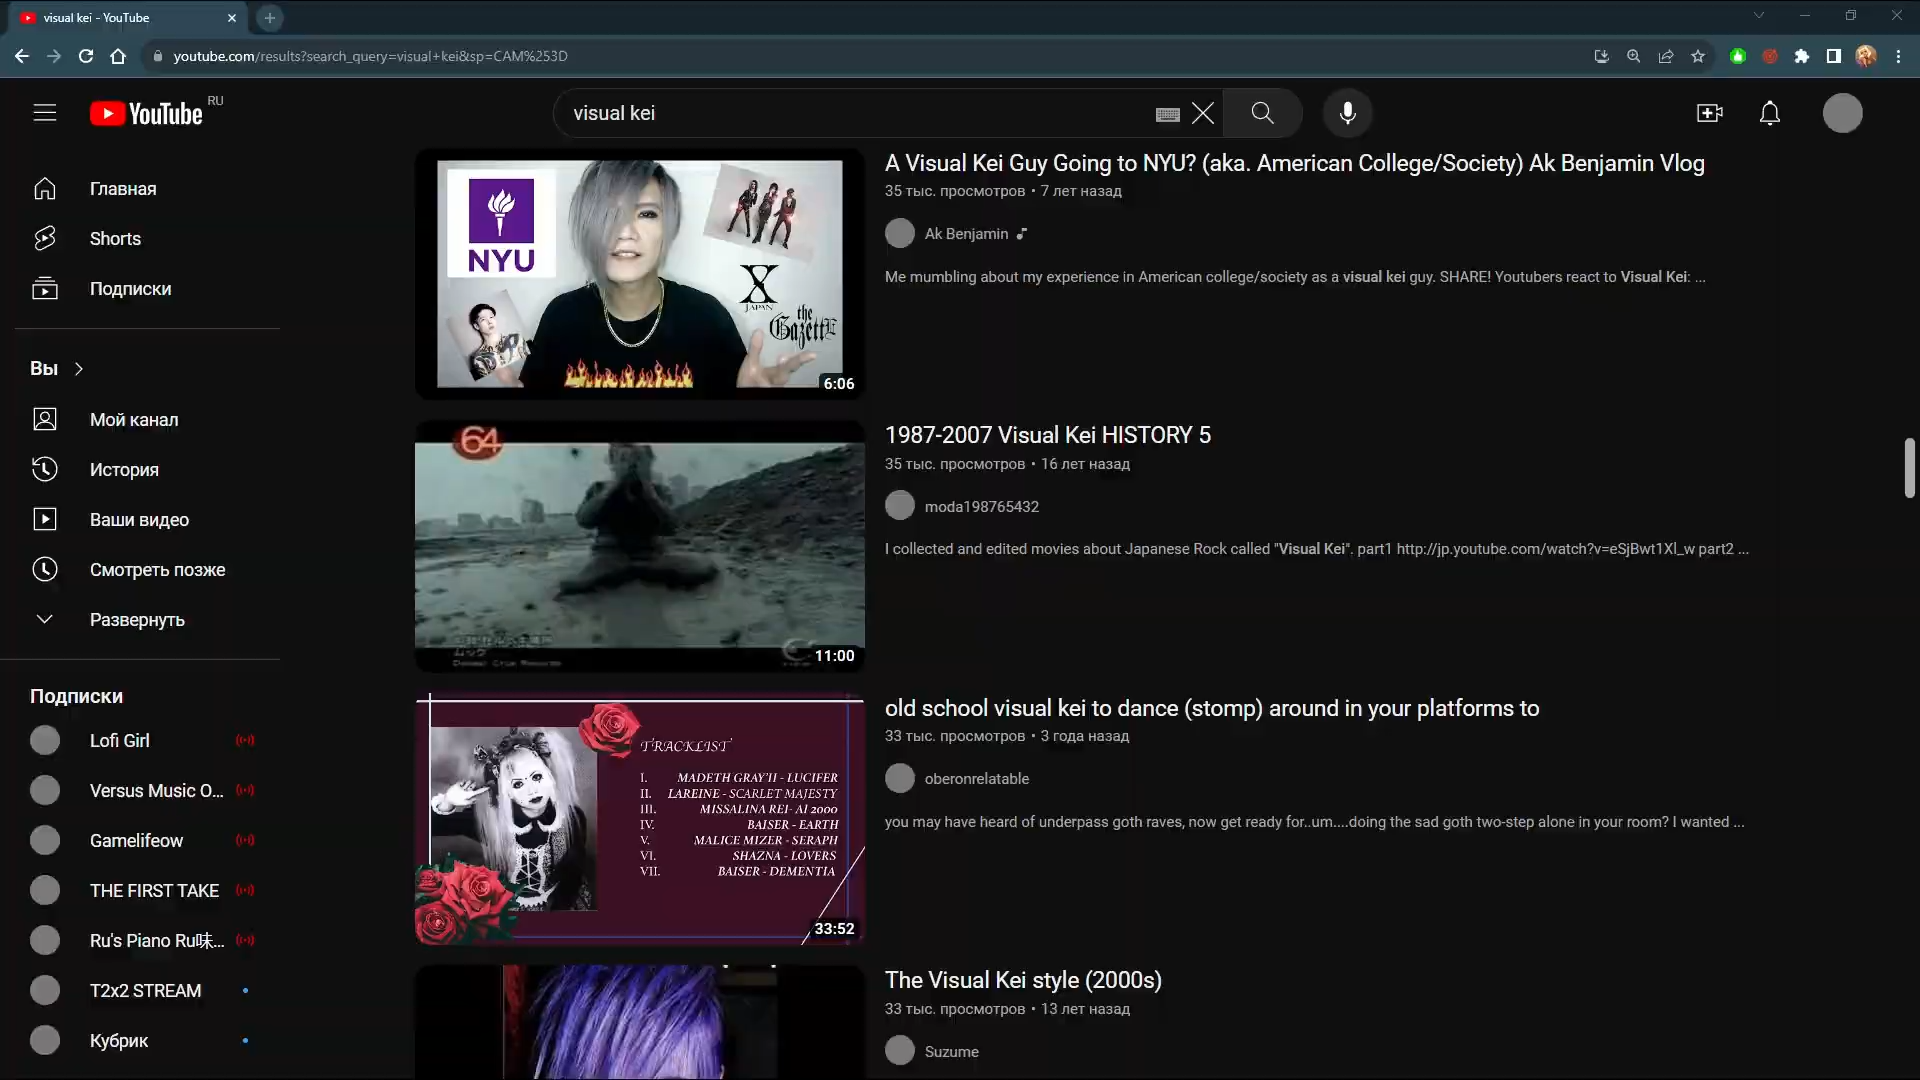 visual kei - YouTube
youtube.com/results?search_query=visual+kei&sp=CAM%253D
YouTube RU
visual kei
Главная
Shorts
Подписки
Вы
Мой канал
История
Ваши видео
Смотреть позже
Развернуть
Подписки
Lofi Girl
Versus Music O...
Gamelifeow
THE FIRST TAKE
Ru's Piano Ru味...
T2x2 STREAM
Кубрик
NYU
X
JAPAN
the
GazettE
6:06
A Visual Kei Guy Going to NYU? (aka. American College/Society) Ak Benjamin Vlog
35 тыс. просмотров • 7 лет назад
Ak Benjamin
Me mumbling about my experience in American college/society as a visual kei guy. SHARE! Youtubers react to Visual Kei: ...
64
ムック
11:00
1987-2007 Visual Kei HISTORY 5
35 тыс. просмотров • 16 лет назад
moda198765432
I collected and edited movies about Japanese Rock called "Visual Kei". part1 http://jp.youtube.com/watch?v=eSjBwt1Xl_w part2 ...
TRACKLIST
I. MADETH GRAY'LL - LUCIFER
II. LAREINE - SCARLET MAJESTY
III. MISSALINA REI- AI 2000
IV. BAISER - EARTH
V. MALICE MIZER - SERAPH
VI. SHAZNA - LOVERS
VII. BAISER - DEMENTIA
33:52
old school visual kei to dance (stomp) around in your platforms to
33 тыс. просмотров • 3 года назад
oberonrelatable
you may have heard of underpass goth raves, now get ready for..um....doing the sad goth two-step alone in your room? I wanted ...
The Visual Kei style (2000s)
33 тыс. просмотров • 13 лет назад
Suzume